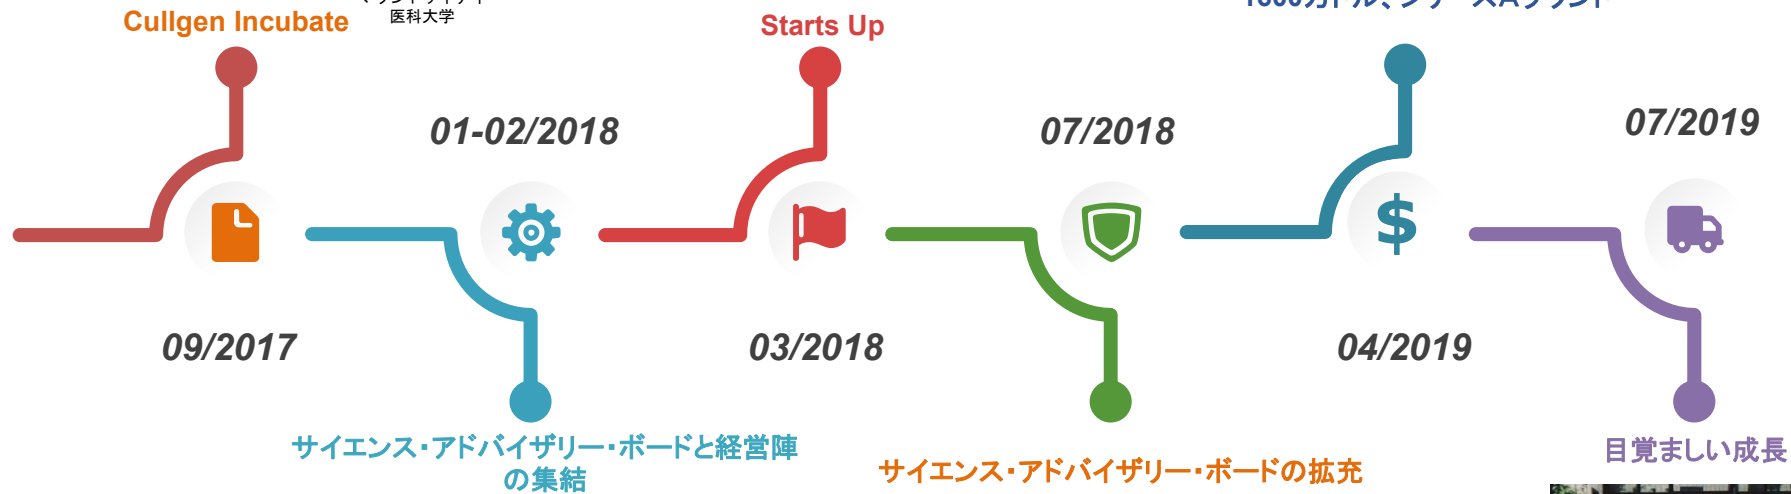 医科大学
Cullgen Incubate
Starts Up
01-02/2018
07/2018
07/2019
$
09/2017
03/2018
04/2019
サイエンス・アドバイザリー・ボードと経営陣
の集結
サイエンス・アドバイザリー・ボードの拡充
目覚ましい成長